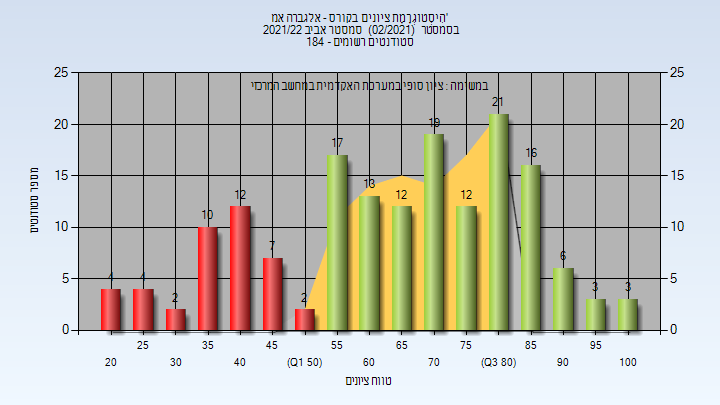 היסטוגרמת ציונים בקורס - אלגברה אמ'
בסמסטר (02/2021) סמסטר אביב 2021/22
סטודנטים רשומים - 184
במשימה : ציון סופי במערכת האקדמית במחשב המרכזי
25 25
20 20
15 15
10 10
5 5
0 0
4 4 2 10 12 7 2 17 13 12 19 12 21 16 6 3 3
מספר סטודנטים
25 35 45 55 65 75 85 95
20 30 40 (Q1 50) 60 70 (Q3 80) 90 100
טווח ציונים